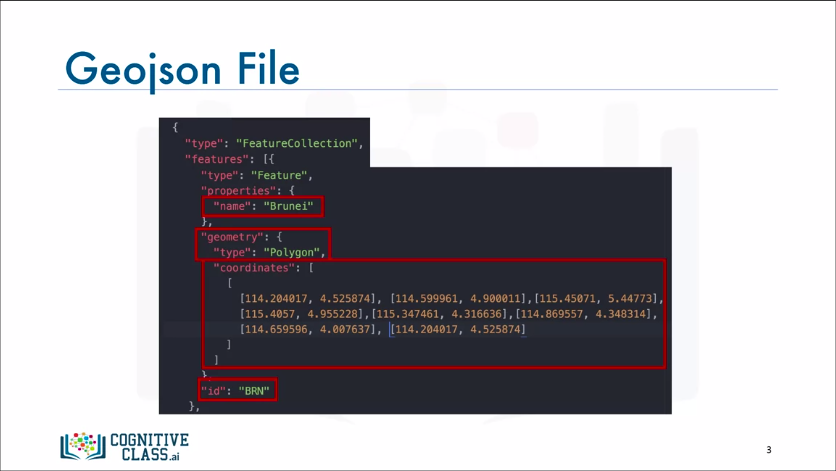 Geojson File
{
"type": "FeatureCollection",
"features": [{
"type": "Feature",
"properties": {
"name": "Brunei"
},
"geometry": {
"type": "Polygon",
"coordinates": [
[
[114.204017, 4.525874], [114.599961, 4.900011],[115.45071, 5.44773],
[115.4057, 4.955228],[115.347461, 4.316636],[114.869557, 4.348314],
[114.659596, 4.007637], [114.204017, 4.525874]
]
]
},
"id": "BRN"
},
COGNITIVE
CLASS.ai
3